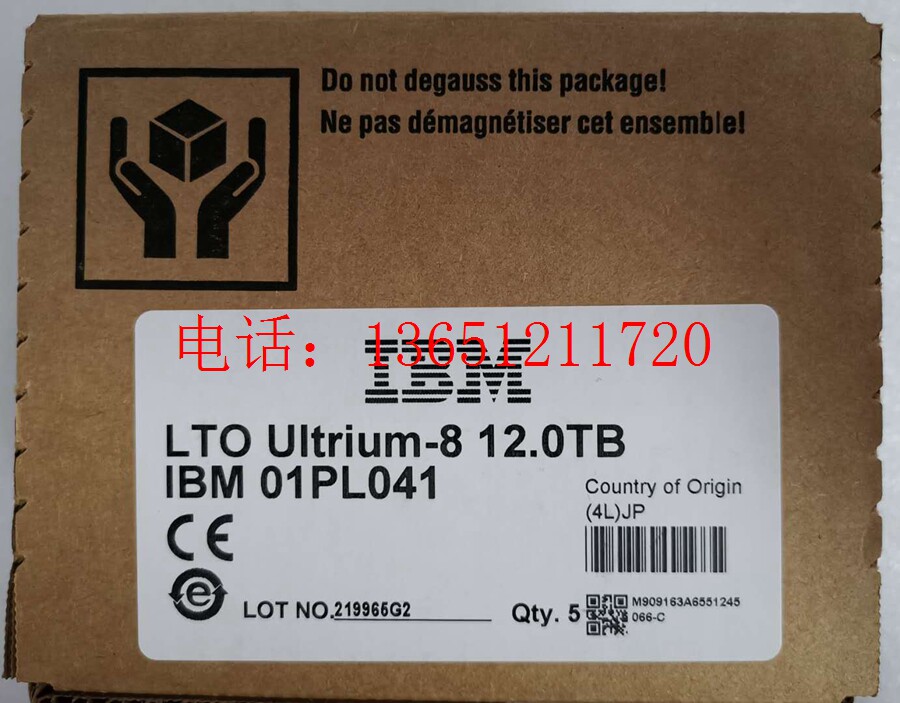 Do not degauss this package!
Ne pas démagnétiser cet ensemble!
电话： 13651211720
IBM
LTO Ultrium-8 12.0TB
IBM 01PL041
Country of Origin
(4L)JP
CE
e
LOT NO.219965G2
Qty. 5
M909163A6551245
066-C